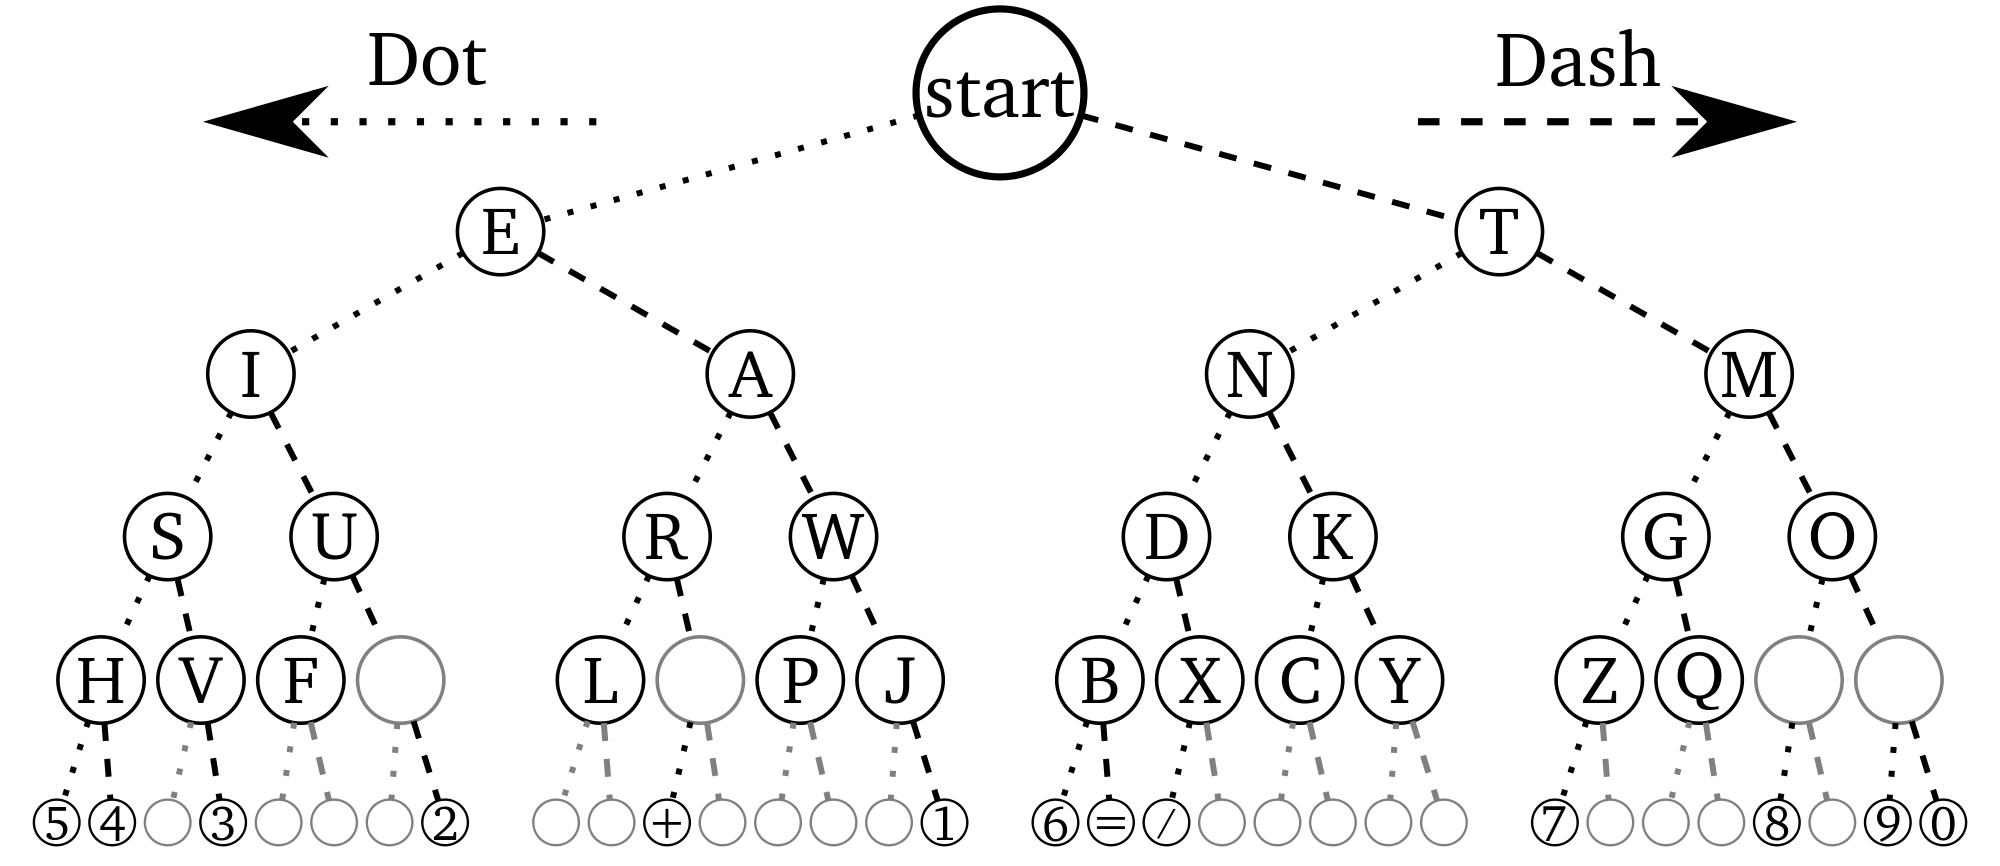 Dot start Dash
E T
I A N M
S U R W D K G O
H V F L P J B X C Y Z Q
5 4 3 2 + 1 6 = / 7 8 9 0